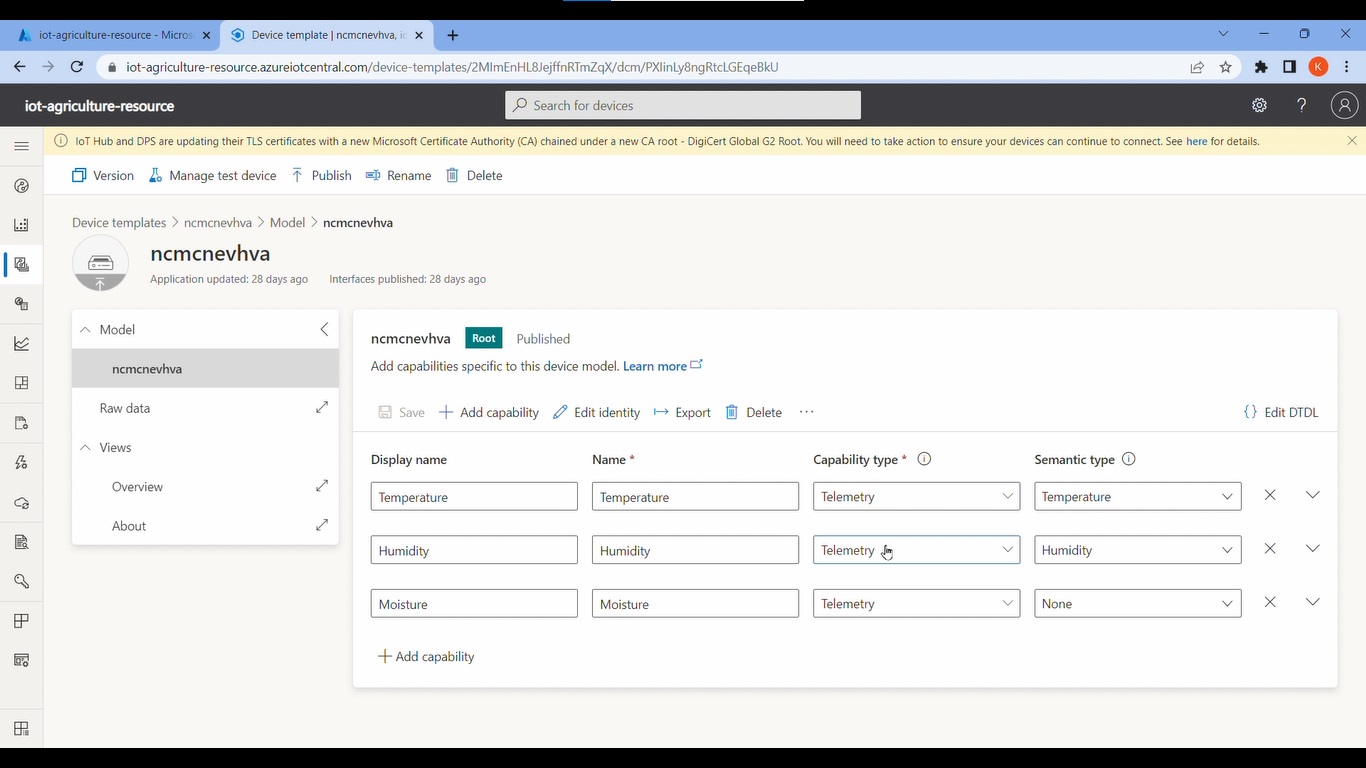 iot-agriculture-resource - Micros
Device template | ncmcnevhva, ic
iot-agriculture-resource.azureiotcentral.com/device-templates/2MImEnHL8JejffnRTmZqX/dcm/PXIinLy8ngRtcLGEqeBkU
K
iot-agriculture-resource
Search for devices
IoT Hub and DPS are updating their TLS certificates with a new Microsoft Certificate Authority (CA) chained under a new CA root - DigiCert Global G2 Root. You will need to take action to ensure your devices can continue to connect. See here for details.
Version Manage test device Publish Rename Delete
Device templates > ncmcnevhva > Model > ncmcnevhva
ncmcnevhva
Application updated: 28 days ago Interfaces published: 28 days ago
Model
ncmcnevhva
Raw data
Views
Overview
About
ncmcnevhva Root Published
Add capabilities specific to this device model. Learn more
Save Add capability Edit identity Export Delete ... Edit DTDL
Display name Name * Capability type * Semantic type
Temperature Temperature Telemetry Temperature
Humidity Humidity Telemetry Humidity
Moisture Moisture Telemetry None
Add capability